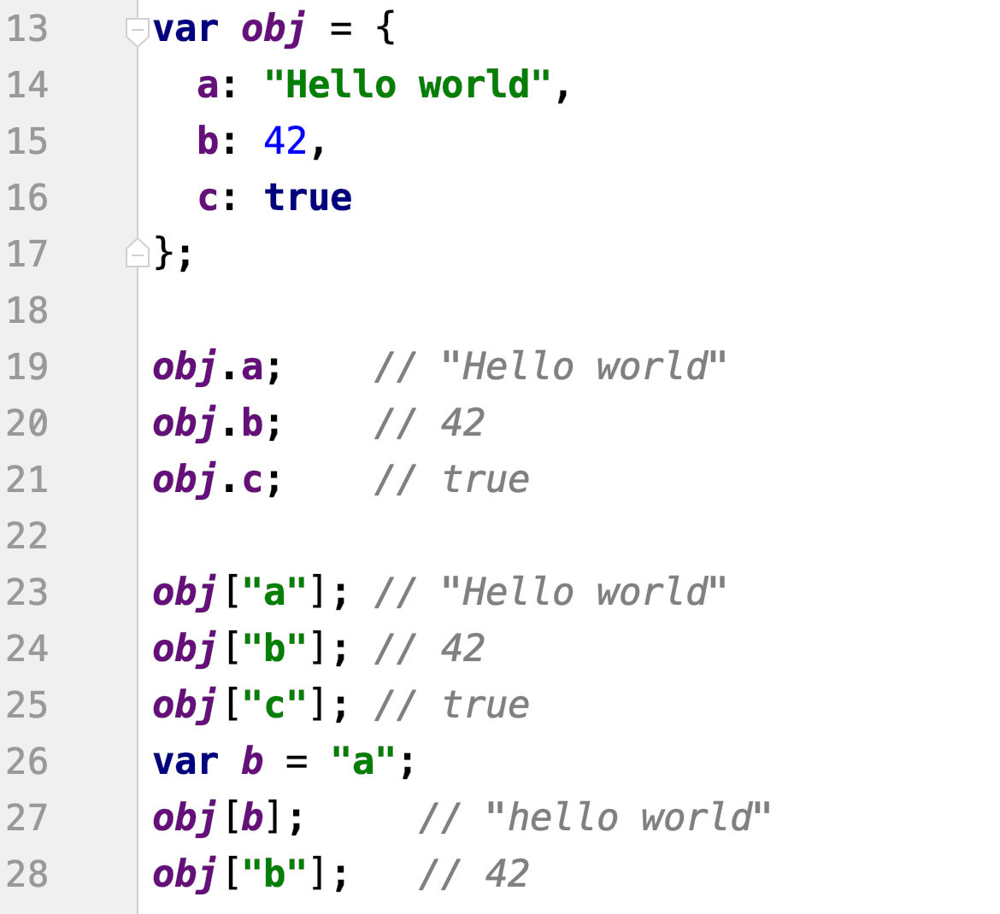 13 var obj = {
14   a: "Hello world",
15   b: 42,
16   c: true
17 };
18
19 obj.a;    // "Hello world"
20 obj.b;    // 42
21 obj.c;    // true
22
23 obj["a"]; // "Hello world"
24 obj["b"]; // 42
25 obj["c"]; // true
26 var b = "a";
27 obj[b];     // "hello world"
28 obj["b"];   // 42